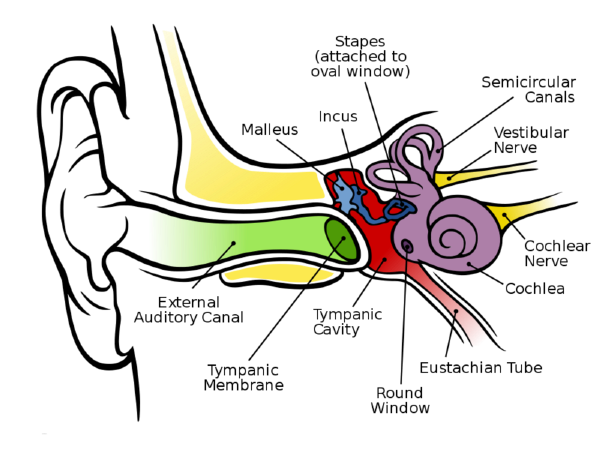 Stapes
(attached to
oval window)
Semicircular
Canals
Incus
Malleus
Vestibular
Nerve
Cochlear
Nerve
Cochlea
External
Auditory Canal
Tympanic
Cavity
Eustachian Tube
Tympanic
Membrane
Round
Window